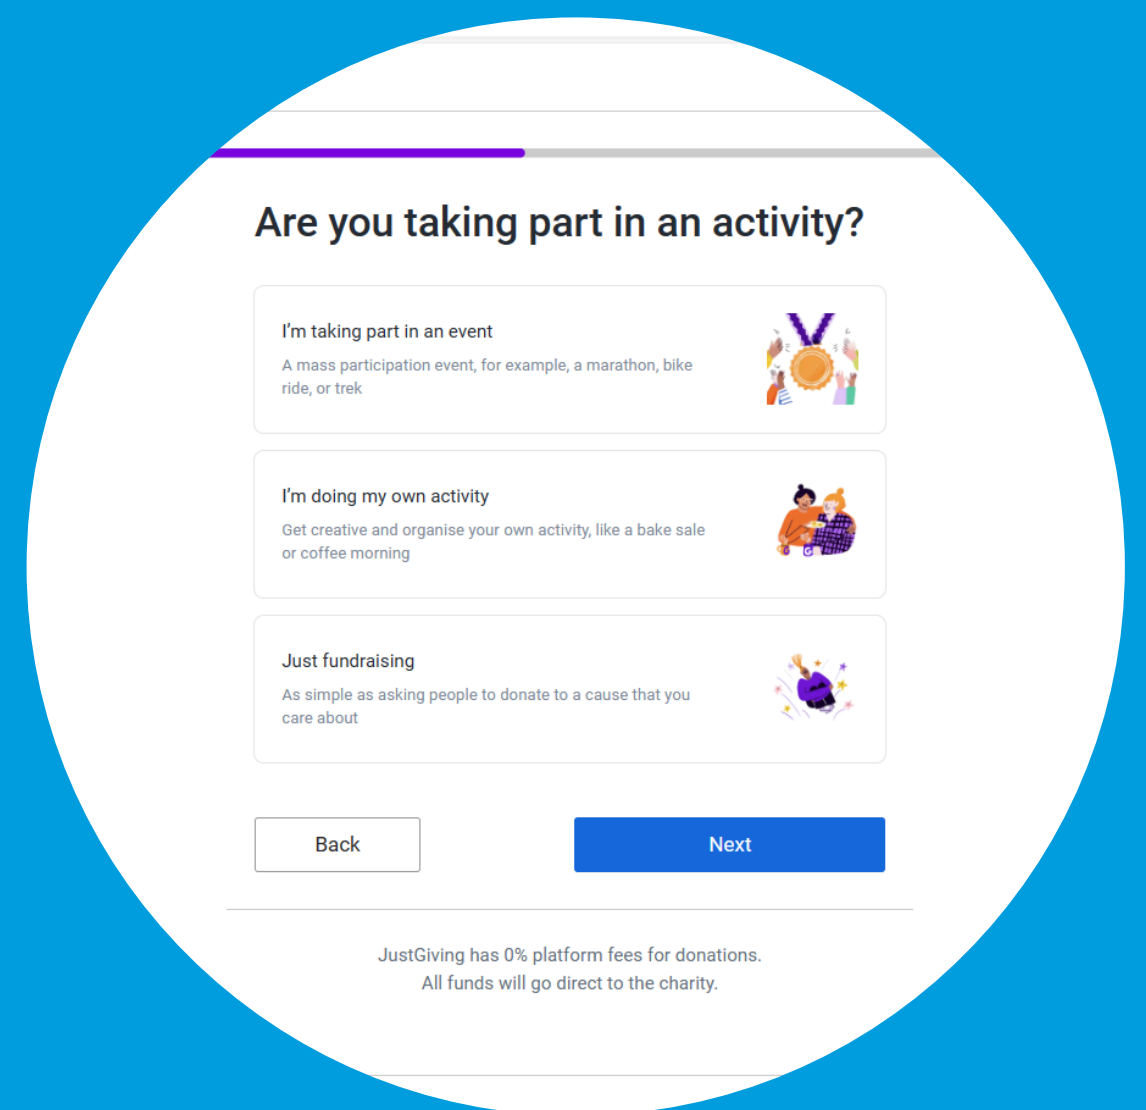 Are you taking part in an activity?
I'm taking part in an event
A mass participation event, for example, a marathon, bike
ride, or trek
I'm doing my own activity
Get creative and organise your own activity, like a bake sale
or coffee morning
Just fundraising
As simple as asking people to donate to a cause that you
care about
Back
Next
JustGiving has 0% platform fees for donations.
All funds will go direct to the charity.